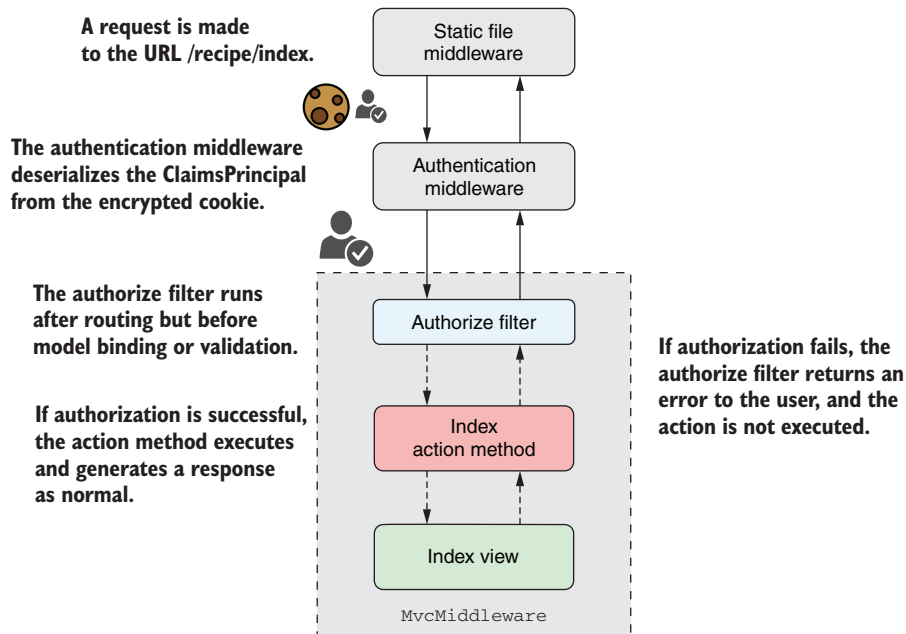 A request is made
to the URL /recipe/index.
Static file
middleware
The authentication middleware
deserializes the ClaimsPrincipal
from the encrypted cookie.
Authentication
middleware
The authorize filter runs
after routing but before
model binding or validation.
Authorize filter
If authorization fails, the
authorize filter returns an
error to the user, and the
action is not executed.
If authorization is successful,
the action method executes
and generates a response
as normal.
Index
action method
Index view
MvcMiddleware